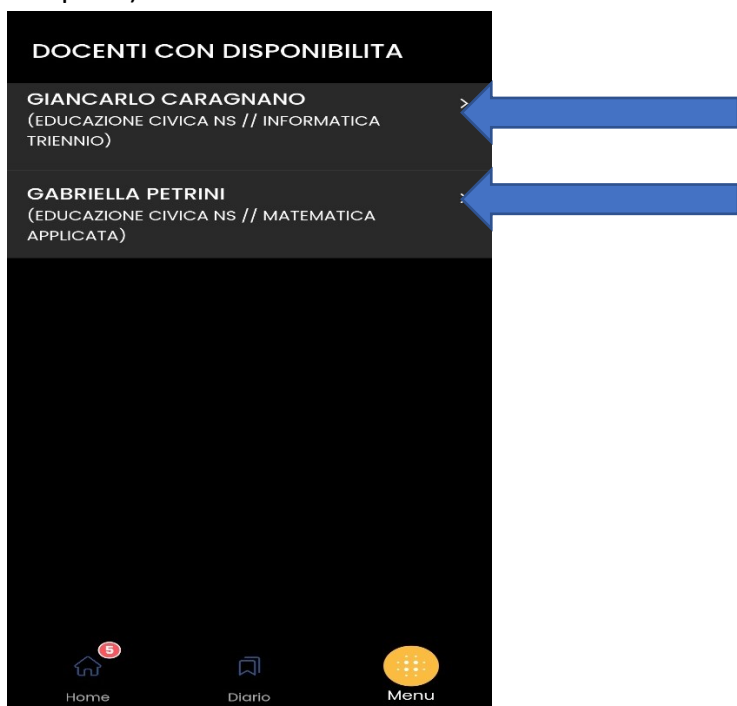 DOCENTI CON DISPONIBILITA
GIANCARLO CARAGNANO
(EDUCAZIONE CIVICA NS // INFORMATICA
TRIENNIO)
GABRIELLA PETRINI
(EDUCAZIONE CIVICA NS // MATEMATICA
APPLICATA)
5
Home Diario Menu